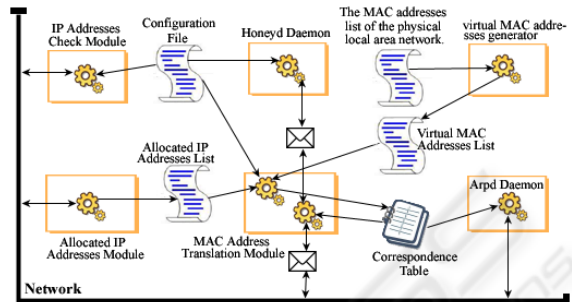 IP Addresses
Check Module
Configuration
File
Honeyd Daemon
The MAC addresses
list of the physical
local area network.
virtual MAC addre-
sses generator
Allocated IP
Addresses List
Virtual MAC
Addresses List
Arpd Daemon
Allocated IP
Addresses Module
MAC Address
Translation Module
Correspondence
Table
Network